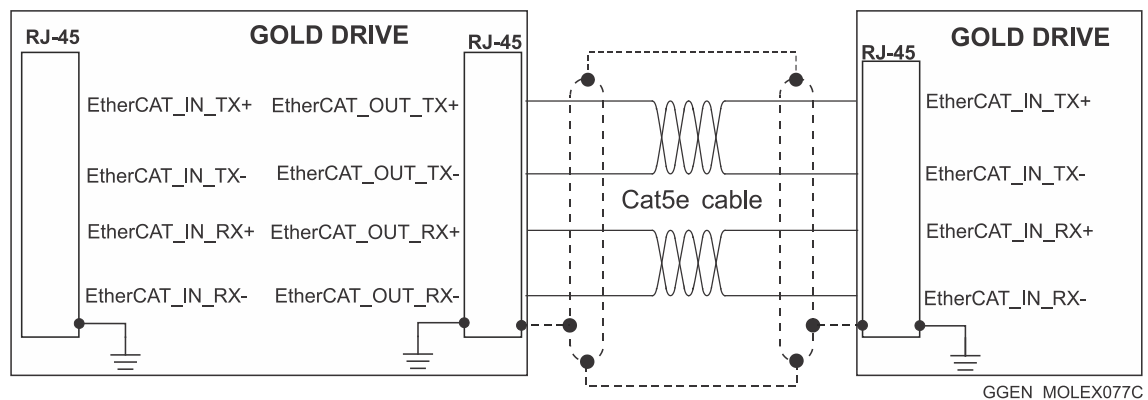 RJ-45 GOLD DRIVE RJ-45 GOLD DRIVE
RJ-45
EtherCAT_IN_TX+ EtherCAT_OUT_TX+ EtherCAT_IN_TX+
EtherCAT_IN_TX- EtherCAT_OUT_TX- EtherCAT_IN_TX-
Cat5e cable
EtherCAT_IN_RX+ EtherCAT_OUT_RX+ EtherCAT_IN_RX+
EtherCAT_IN_RX- EtherCAT_OUT_RX- EtherCAT_IN_RX-
GGEN MOLEX077C